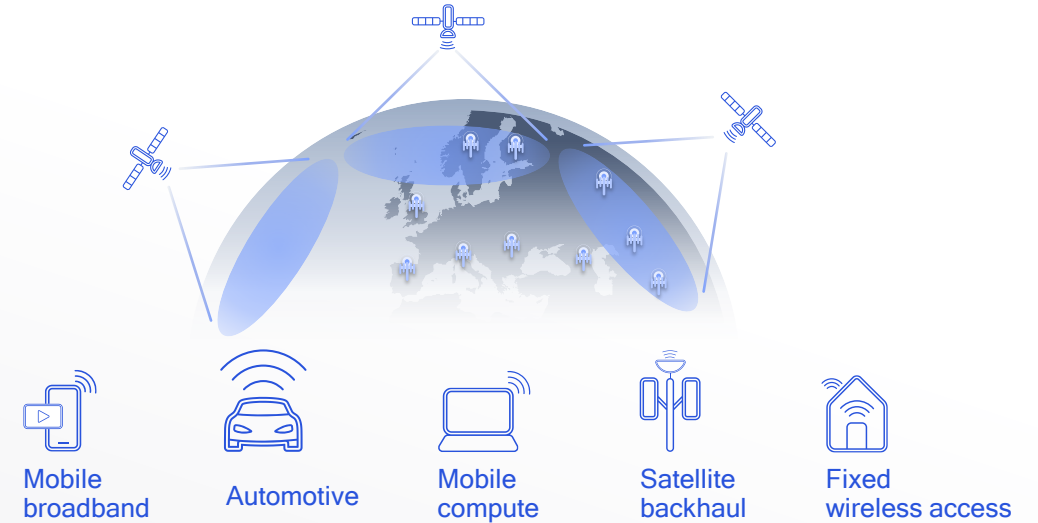 Mobile
broadband
Automotive
Mobile
compute
Satellite
backhaul
Fixed
wireless access